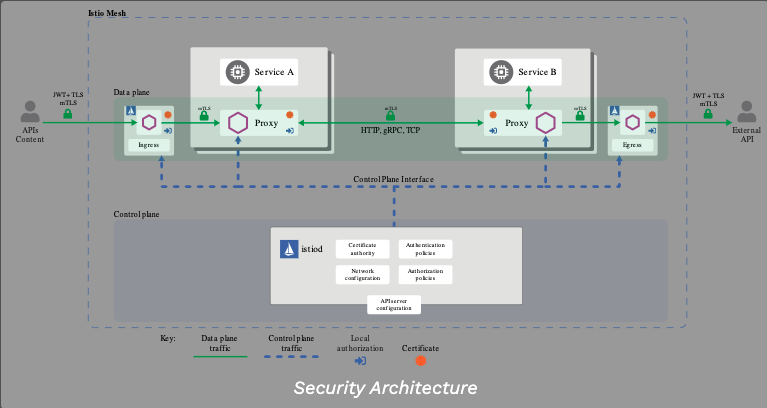 Istio Mesh
Service A
Service B
Data plane
JWT + TLS
mTLS
mTLS
mTLS
mTLS
JWT + TLS
mTLS
APIs
Content
Ingress
Proxy
HTTP, gRPC, TCP
Proxy
Egress
External
API
Control Plane Interface
Control plane
istiod
Certificate
authority
Authentication
policies
Network
configuration
Authorization
policies
API server
configuration
Key:
Data plane
traffic
Control plane
traffic
Local
authorization
Certificate
Security Architecture